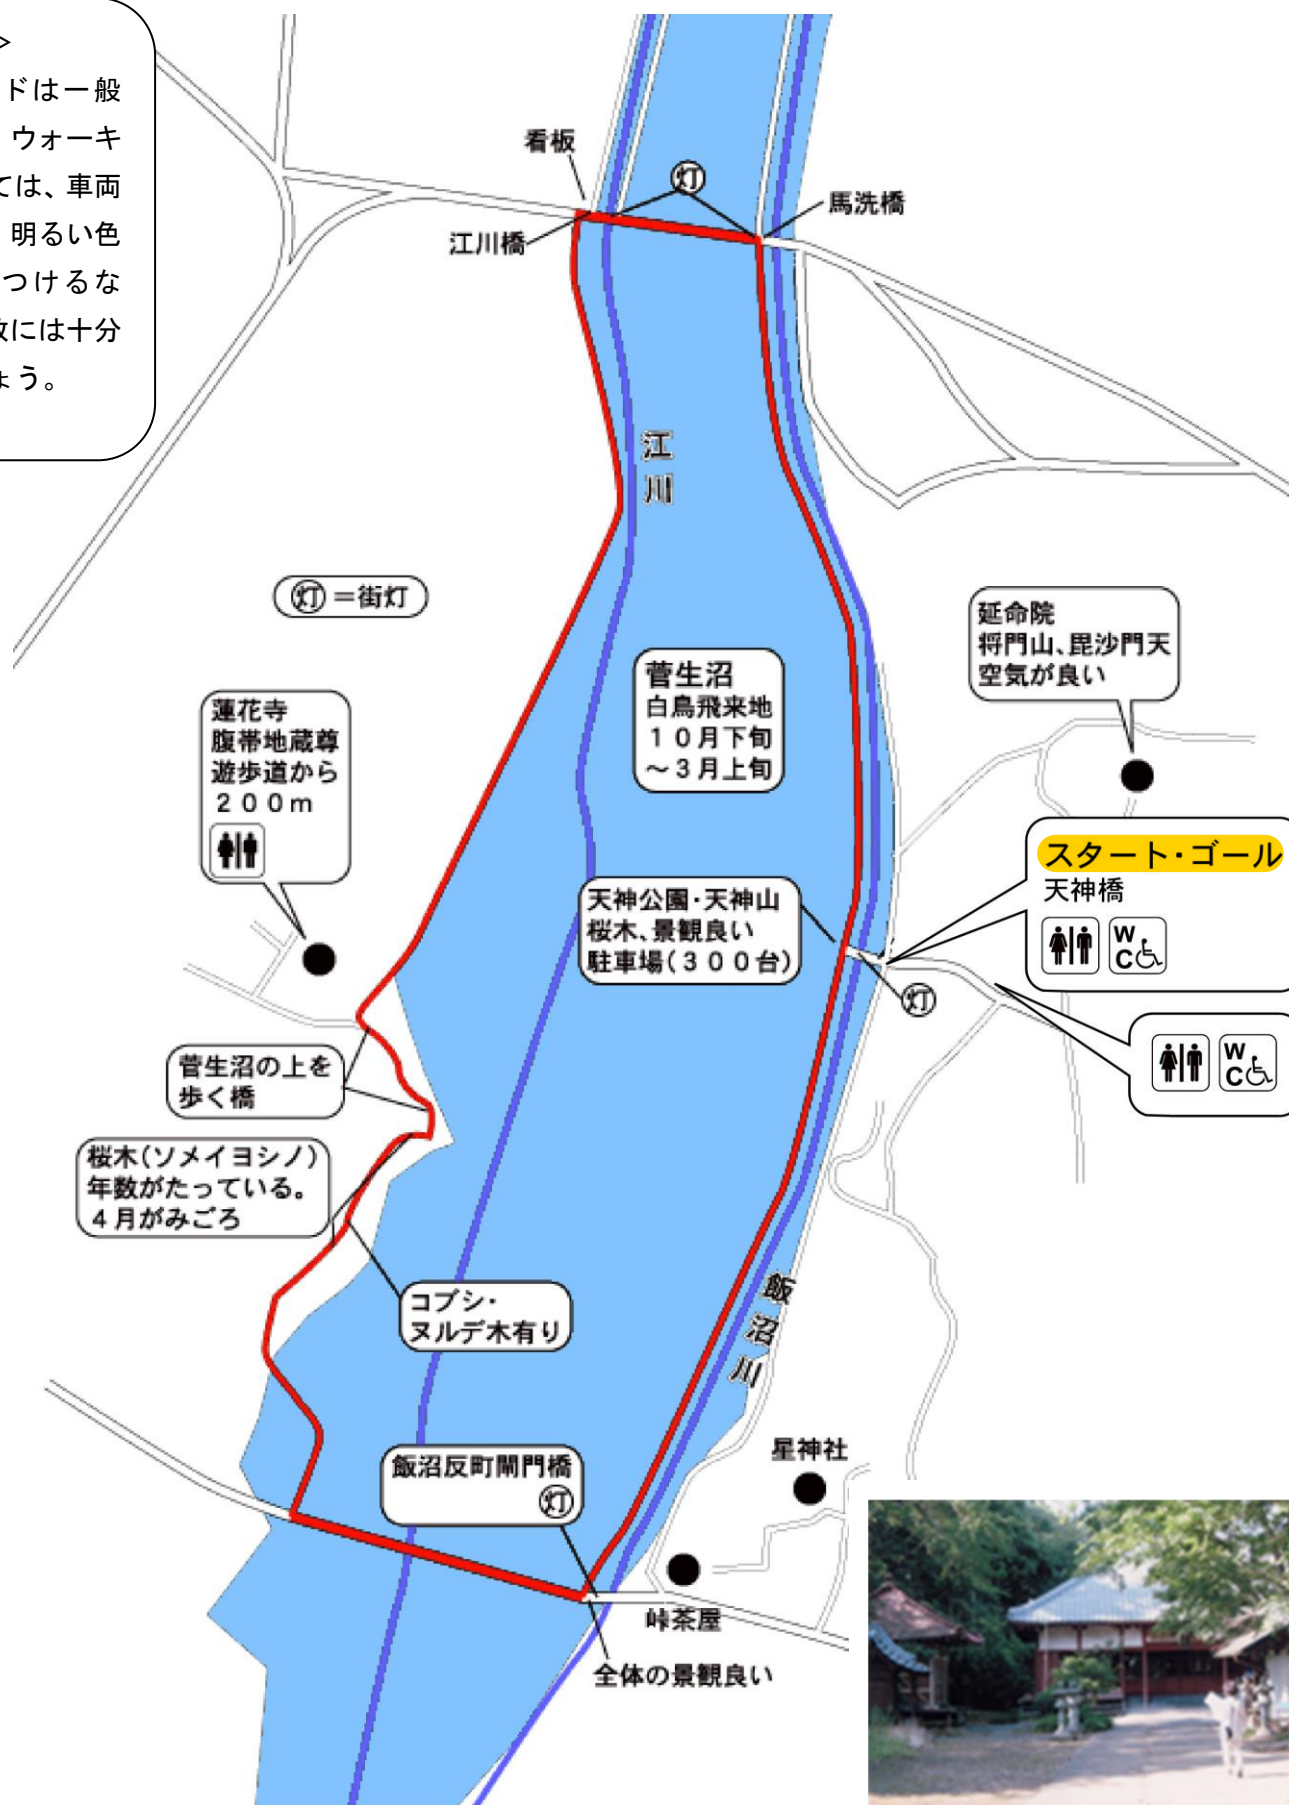 ＞
ドは一般
ウォーキ
ては、車両
明るい色
つけるな
故には十分
ょう。
看板
灯
馬洗橋
江川橋
江川
灯＝街灯
延命院
将門山、毘沙門天
空気が良い
菅生沼
白鳥飛来地
１０月下旬
～３月上旬
蓮花寺
腹帯地蔵尊
遊歩道から
２００ｍ
スタート・ゴール
天神橋
WC
天神公園・天神山
桜木、景観良い
駐車場（３００台）
灯
WC
菅生沼の上を
歩く橋
桜木（ソメイヨシノ）
年数がたっている。
４月がみごろ
コブシ・
ヌルデ木有り
飯沼川
飯沼反町閘門橋
灯
星神社
峠茶屋
全体の景観良い